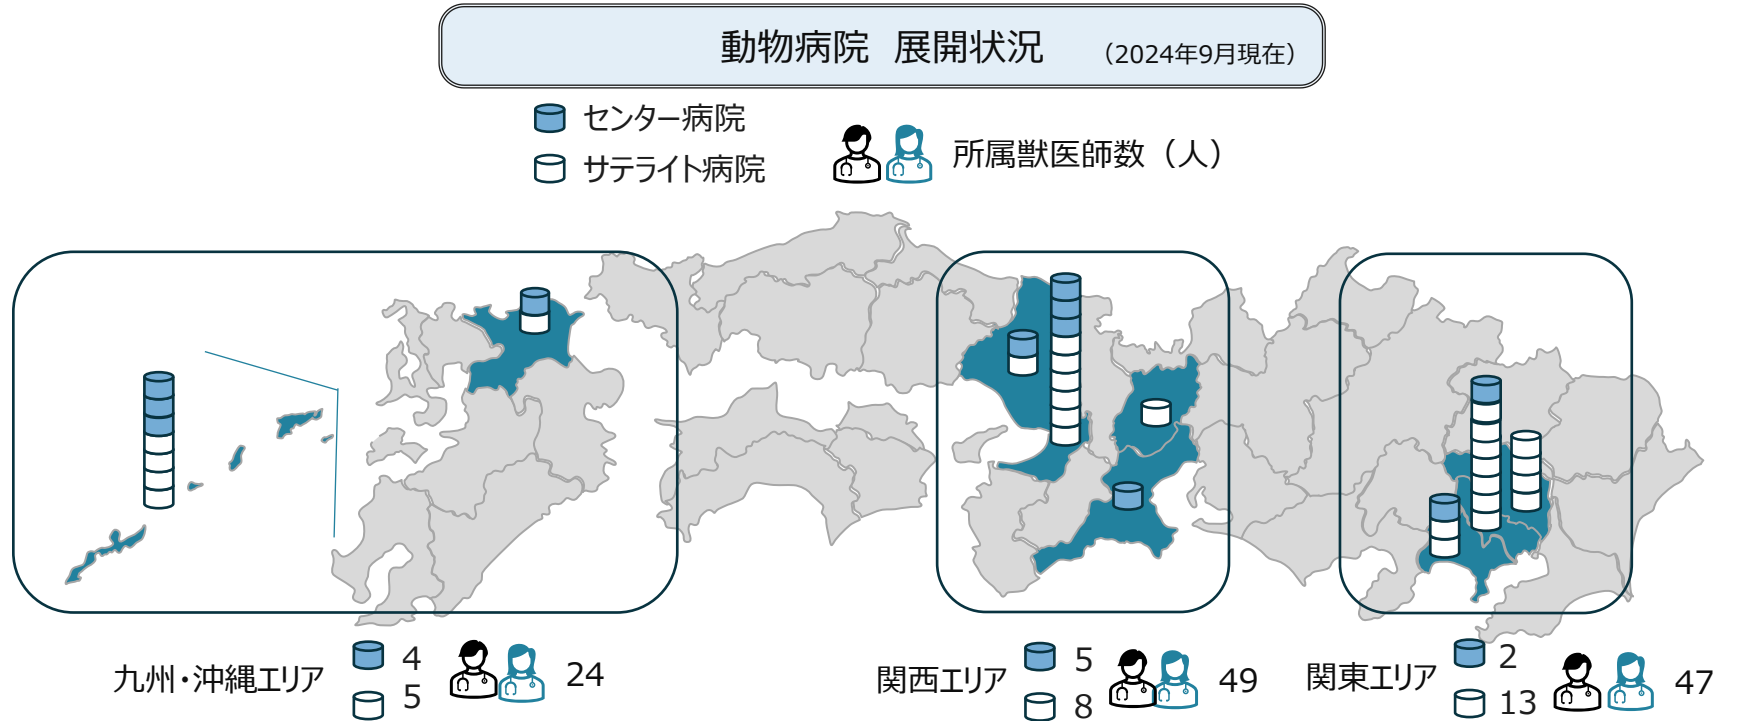 動物病院 展開状況 （2024年9月現在）
センター病院
サテライト病院
所属獣医師数（人）
九州・沖縄エリア
4
5
24
関西エリア
5
8
49
関東エリア
2
13
47